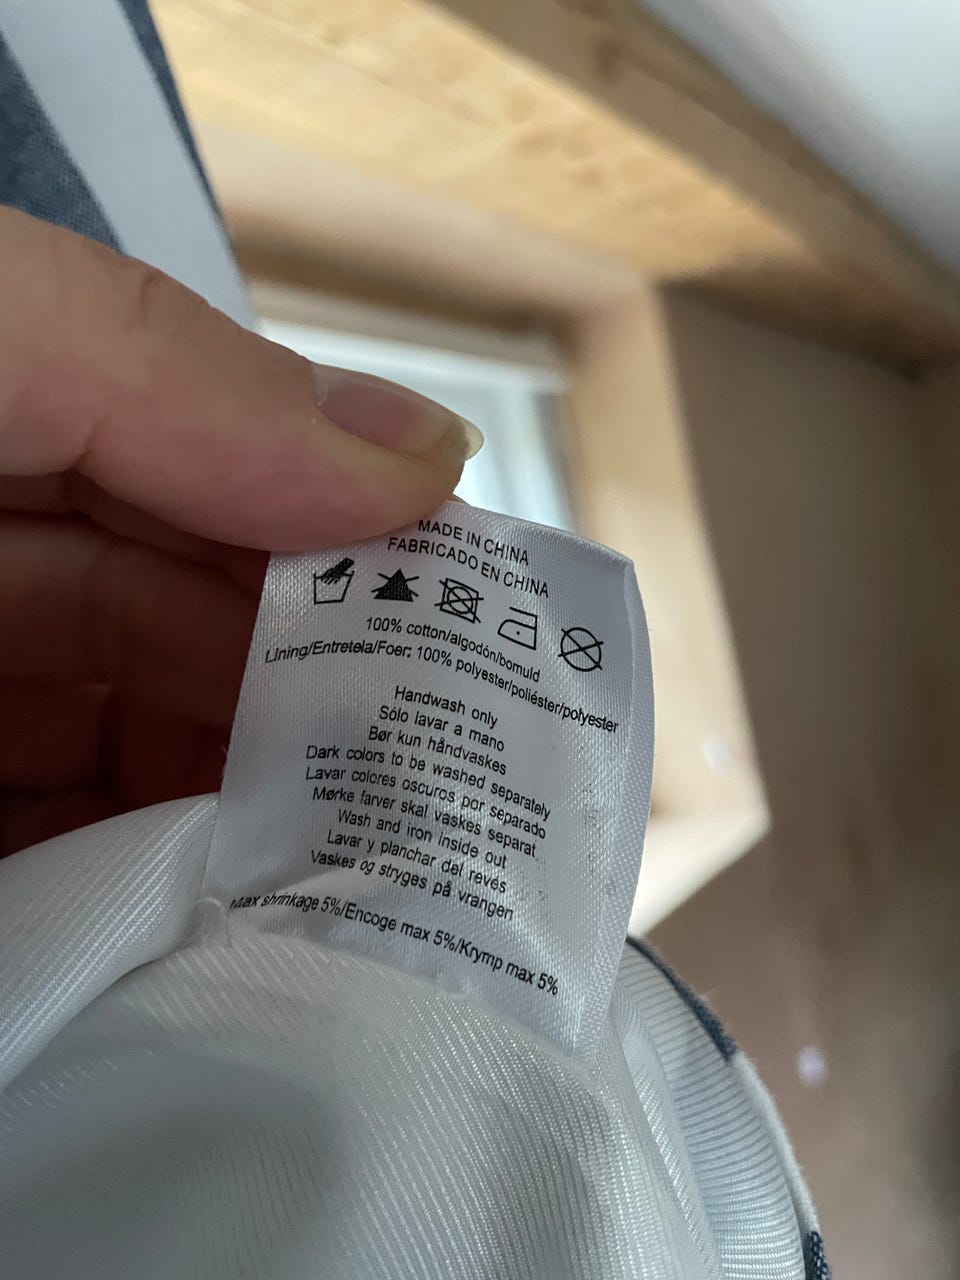 MADE IN CHINA
FABRICADO EN CHINA
100% cotton/algodón/bomuld
Lining/Entretela/Foer: 100% polyester/poliéster/polyester
Handwash only
Sólo lavar a mano
Bør kun håndvaskes
Dark colors to be washed separately
Lavar colores oscuros por separado
Mørke farver skal vaskes separat
Wash and iron inside out
Lavar y planchar del revés
Vaskes og stryges på vrangen
Max shrinkage 5%/Encoge max 5%/Krymp max 5%